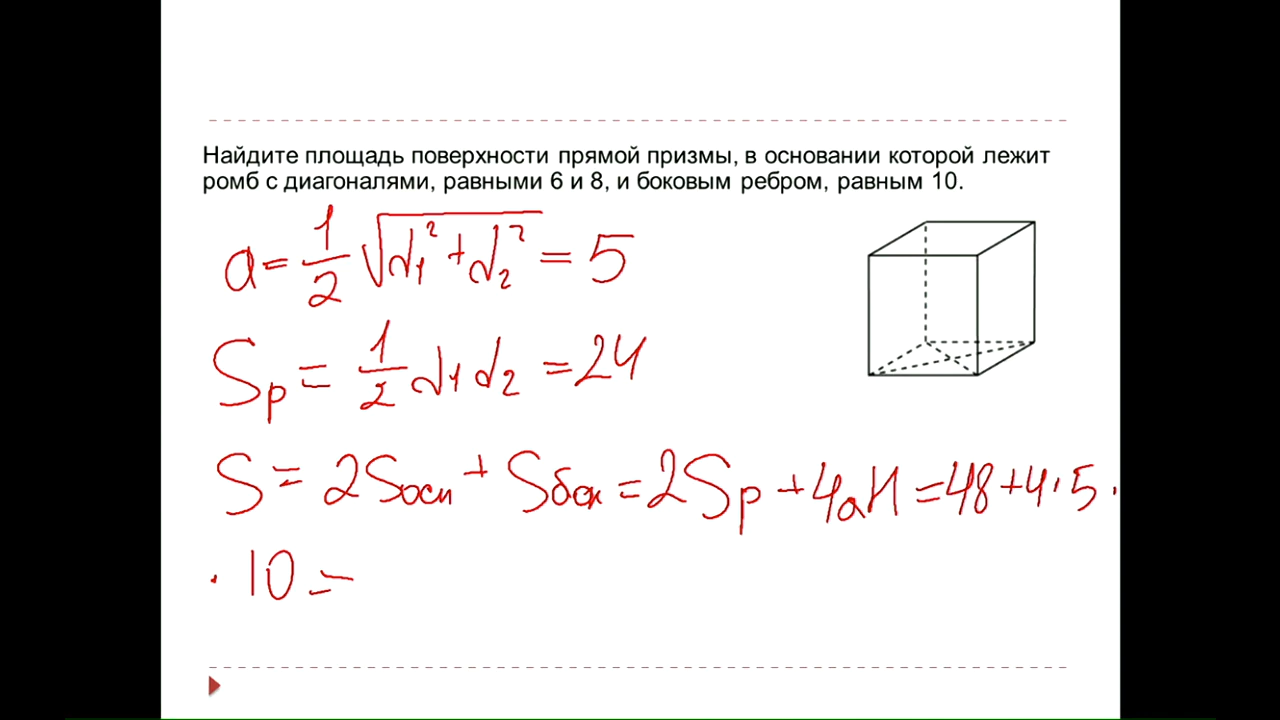 Найдите площадь поверхности прямой призмы, в основании которой лежит
ромб с диагоналями, равными 6 и 8, и боковым ребром, равным 10.
a = 1/2 √(d₁² + d₂²) = 5
Sр = 1/2 d₁ d₂ = 24
S = 2Sосн + Sбок = 2Sр + 4aH = 48 + 4 · 5 ·
· 10 =